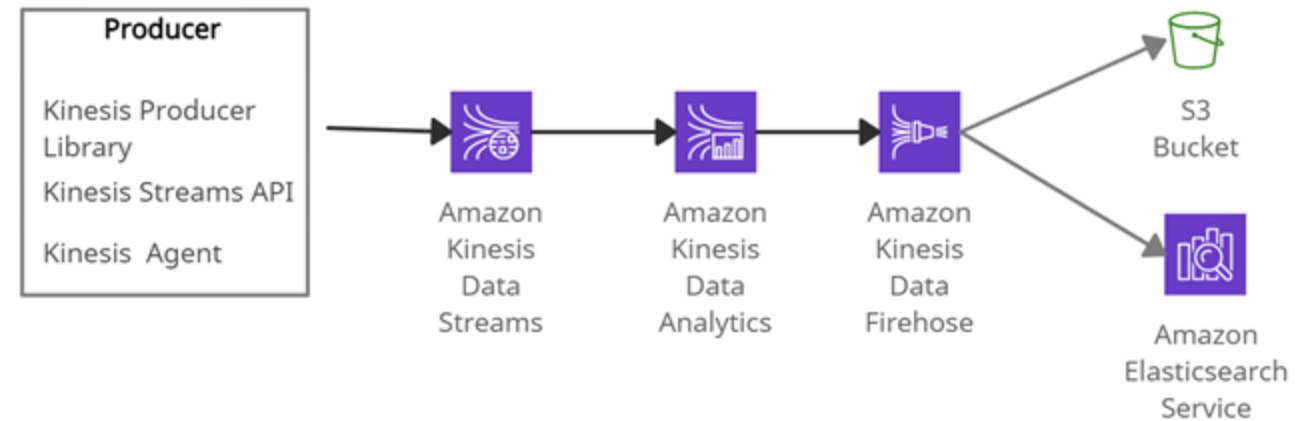 Producer
Kinesis Producer
Library
Kinesis Streams API
Kinesis Agent
Amazon
Kinesis
Data
Streams
Amazon
Kinesis
Data
Analytics
Amazon
Kinesis
Data
Firehose
S3
Bucket
Amazon
Elasticsearch
Service